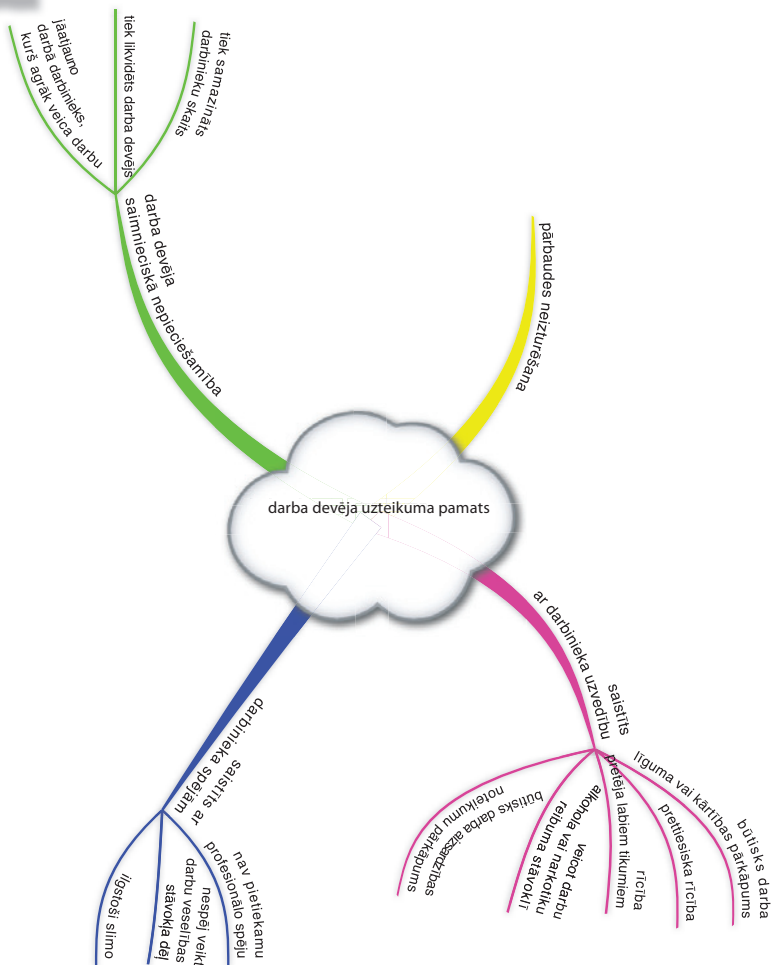 jāatjauno
darbā darbinieks,
kurš agrāk veica darbu
tiek likvidēts darba devējs
tiek samazināts
darbinieku skaits
darba devēja
saimnieciskā nepieciešamība
pārbaudes neizturēšana
darba devēja uzteikuma pamats
saistīts
ar darbinieka uzvedību
līguma vai kārtības pārkāpums
būtisks darba
prettiesiska rīcība
rīcība
pretēja labiem tikumiem
veicot darbu
alkohola vai narkotiku
reibuma stāvoklī
būtisks darba aizsardzības
noteikumu pārkāpums
saistīts ar
darbinieka spējām
nav pietiekamu
profesionālo spēju
nespēj veikt
darbu veselības
stāvokļa dēļ
ilgstoši slimo